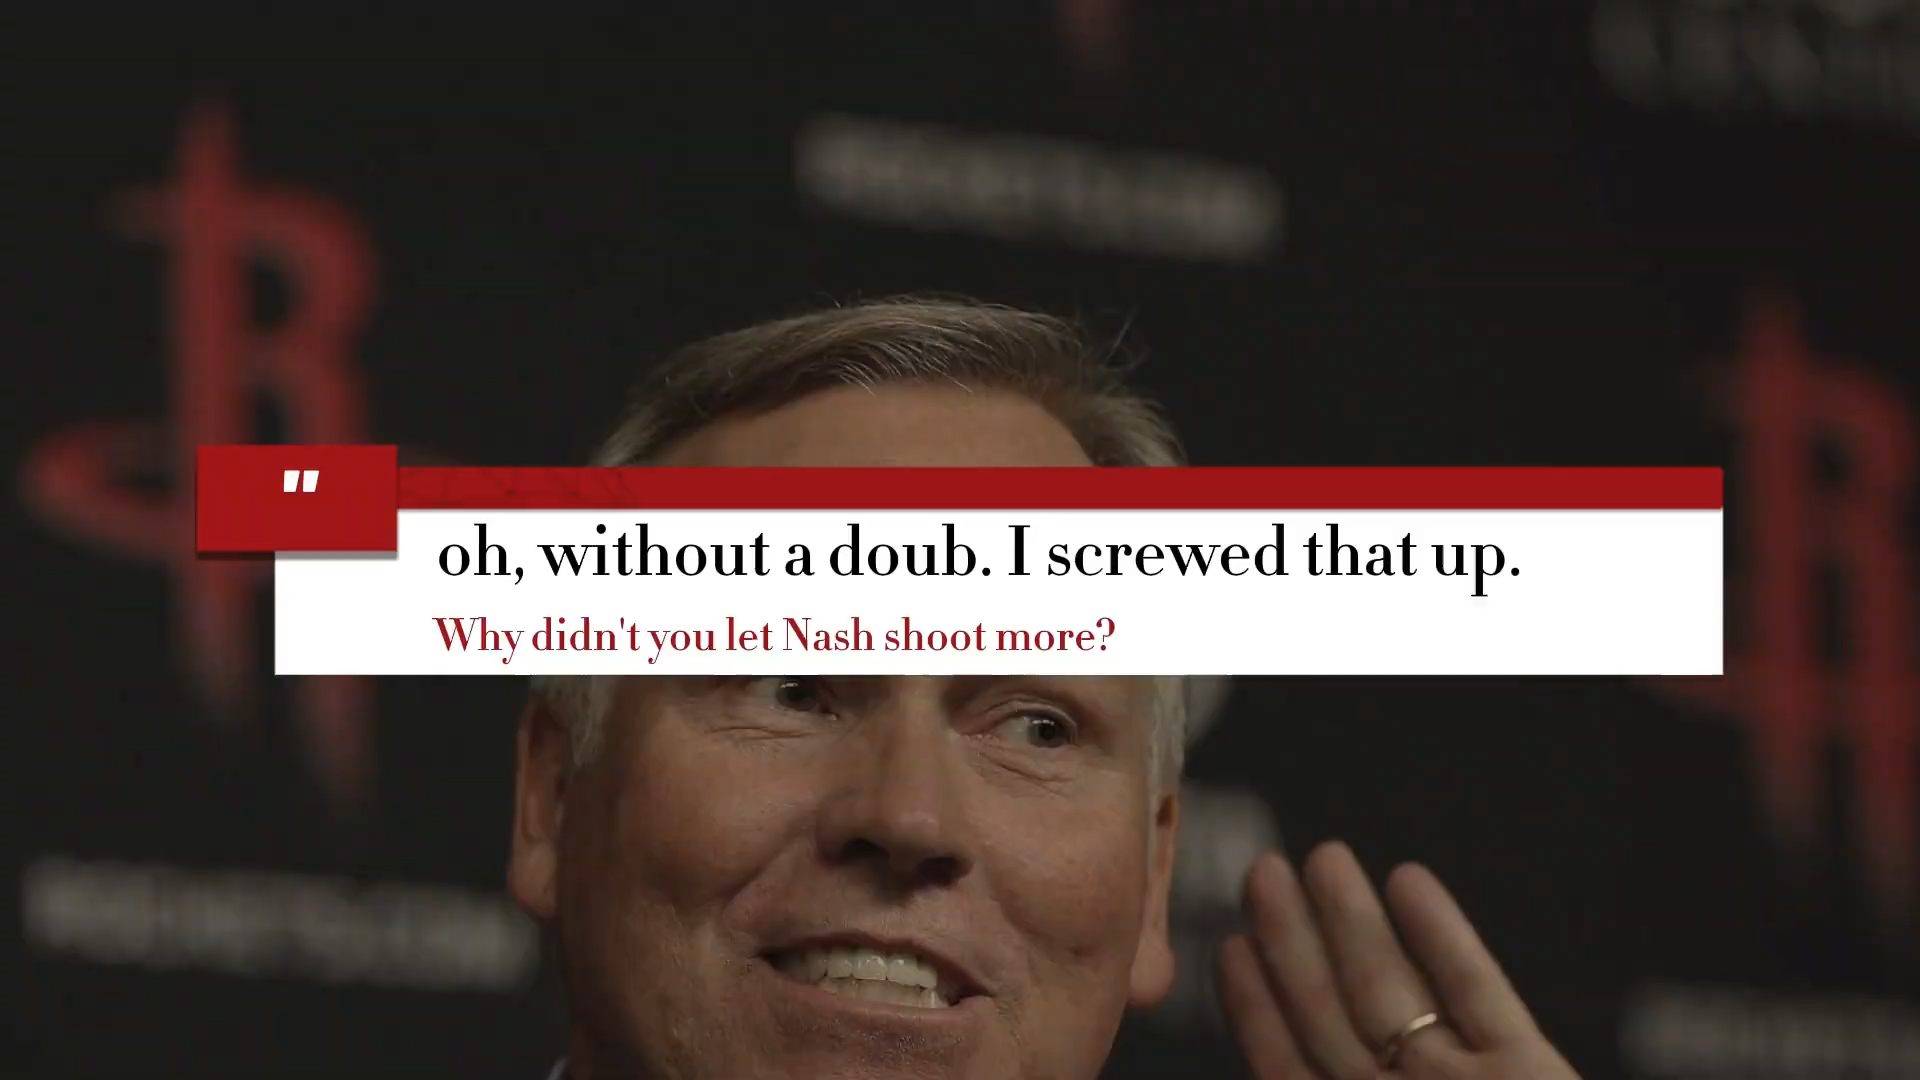 "
oh, without a doub. I screwed that up.
Why didn't you let Nash shoot more?